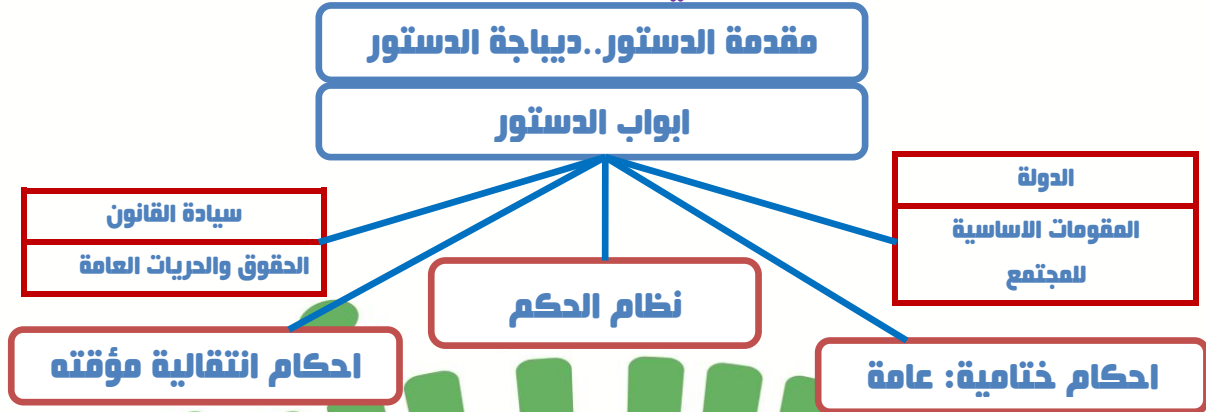 مقدمة الدستور..ديباجة الدستور
ابواب الدستور
الدولة
المقومات الاساسية
للمجتمع
سيادة القانون
الحقوق والحريات العامة
نظام الحكم
احكام ختامية: عامة
احكام انتقالية مؤقته